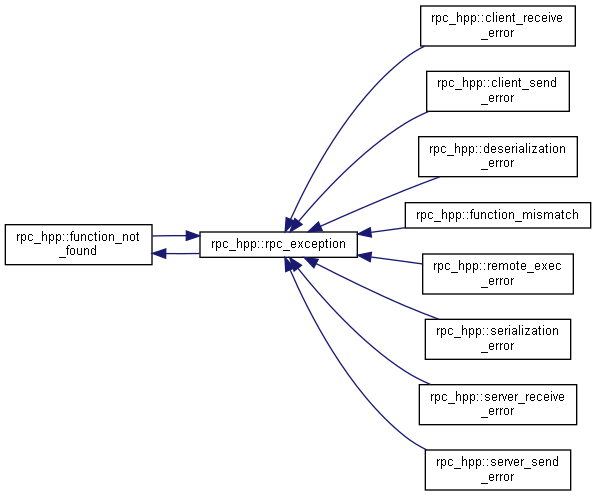 rpc_hpp::client_receive
_error
rpc_hpp::client_send
_error
rpc_hpp::deserialization
_error
rpc_hpp::function_mismatch
rpc_hpp::function_not
_found
rpc_hpp::rpc_exception
rpc_hpp::remote_exec
_error
rpc_hpp::serialization
_error
rpc_hpp::server_receive
_error
rpc_hpp::server_send
_error